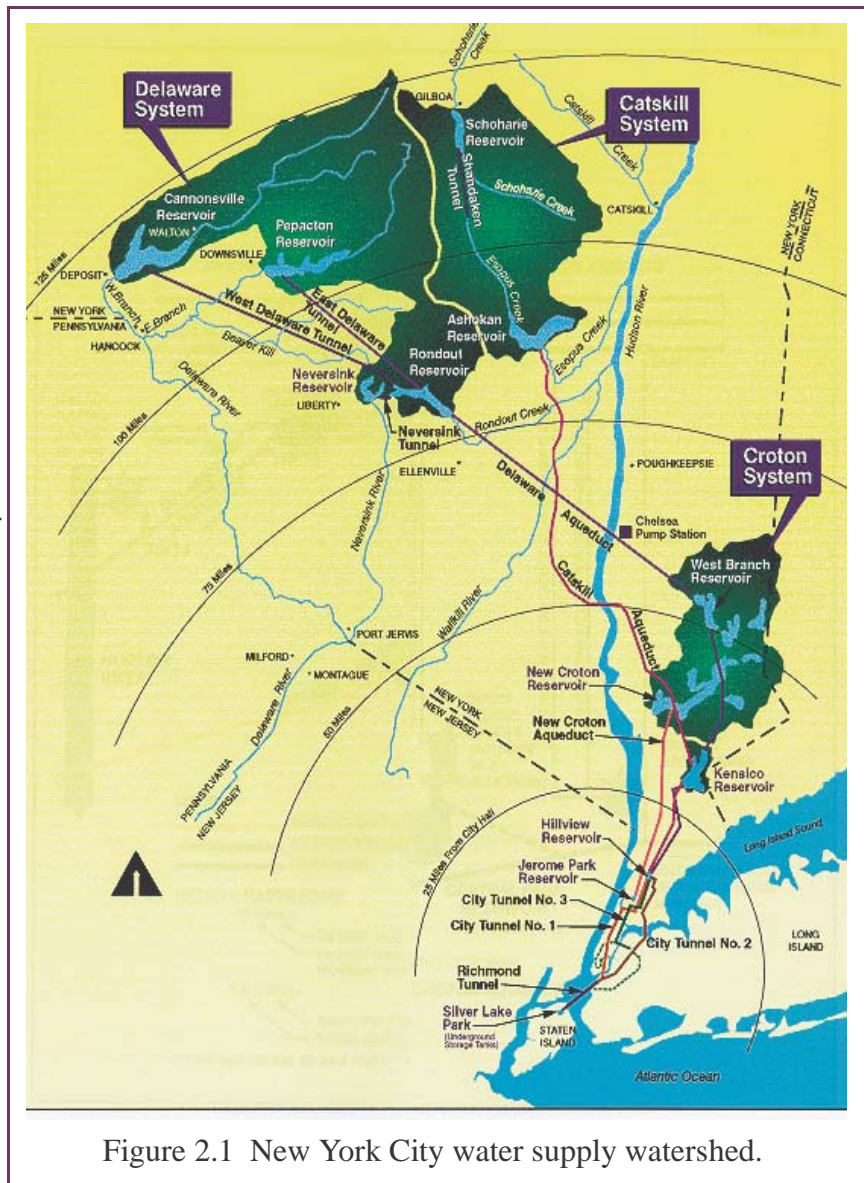 Schoharie
Creek
Delaware
System
GILBOA
Catskill
System
Catskill
Creek
Schoharie
Reservoir
Shandaken
Tunnel
Cannonsville
Reservoir
WALTON
Schoharie Creek
CATSKILL
Pepacton
Reservoir
DOWNSVILLE
NEW YORK
CONNECTICUT
125 Miles
DEPOSIT
W.Branch
E.Branch
East Delaware
Tunnel
West Delaware Tunnel
Esopus Creek
NEW YORK
PENNSYLVANIA
HANCOCK
Beaver Kill
Ashokan
Reservoir
Esopus Creek
Hudson River
Rondout
Reservoir
Neversink
Reservoir
Delaware River
LIBERTY
Neversink
Tunnel
Rondout Creek
100 Miles
ELLENVILLE
POUGHKEEPSIE
Croton
System
Delaware
Aqueduct
Chelsea
Pump Station
Neversink River
West Branch
Reservoir
Catskill
Aqueduct
75 Miles
Wallkill River
PORT JERVIS
MILFORD
MONTAGUE
New Croton
Reservoir
NEW YORK
NEW JERSEY
Delaware River
50 Miles
New Croton
Aqueduct
Kensico
Reservoir
PENNSYLVANIA
NEW JERSEY
Hillview
Reservoir
Long Island Sound
25 Miles From City Hall
Jerome Park
Reservoir
City Tunnel No. 3
City Tunnel No. 1
City Tunnel No. 2
LONG
ISLAND
Richmond
Tunnel
Silver Lake
Park
(Underground
Storage Tanks)
STATEN
ISLAND
Atlantic Ocean
Figure 2.1 New York City water supply watershed.